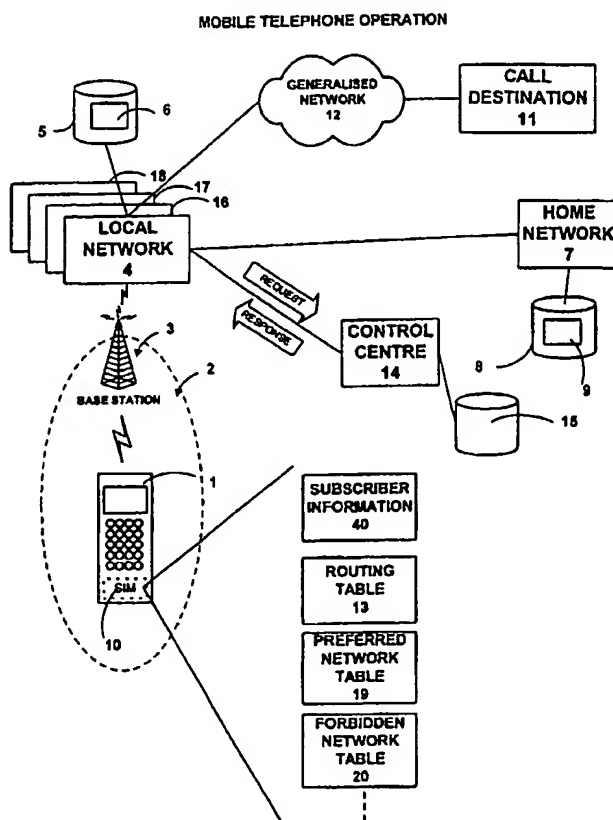 MOBILE TELEPHONE OPERATION
GENERALISED
NETWORK
12
CALL
DESTINATION
11
5
6
18
17
16
LOCAL
NETWORK
4
HOME
NETWORK
7
REQUEST
RESPONSE
CONTROL
CENTRE
14
8
9
15
3
2
BASE STATION
1
SIM
10
SUBSCRIBER
INFORMATION
40
ROUTING
TABLE
13
PREFERRED
NETWORK
TABLE
19
FORBIDDEN
NETWORK
TABLE
20